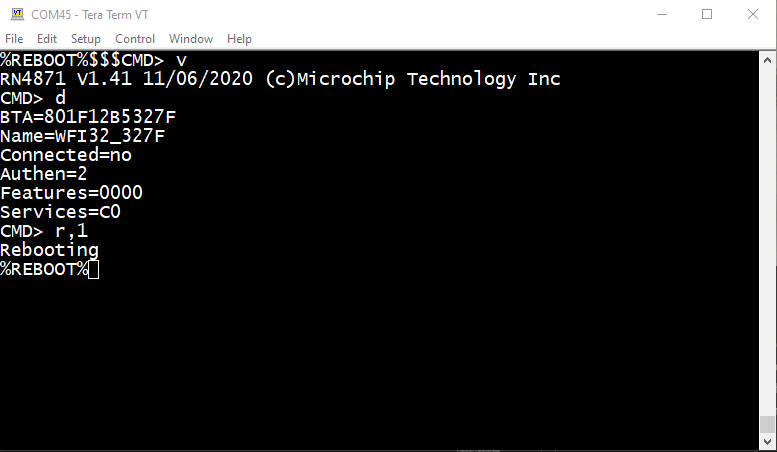 COM45 - Tera Term VT
File Edit Setup Control Window Help
%REBOOT%$$$CMD> v
RN4871 V1.41 11/06/2020 (c)Microchip Technology Inc
CMD> d
BTA=801F12B5327F
Name=WFI32_327F
Connected=no
Authen=2
Features=0000
Services=C0
CMD> r,1
Rebooting
%REBOOT%